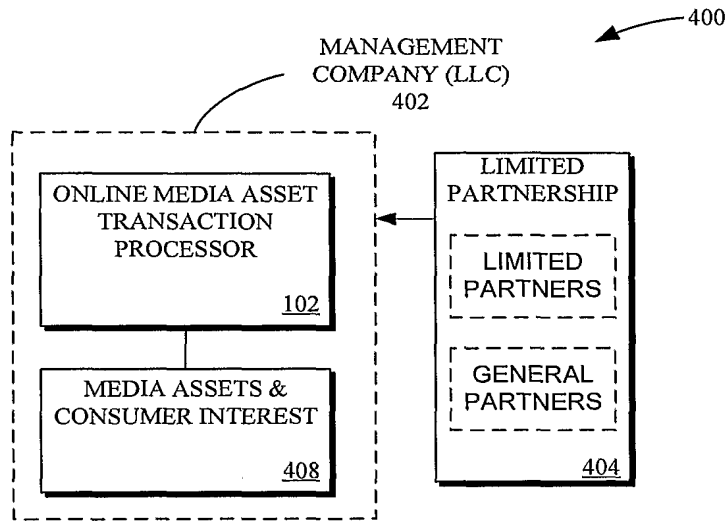 400
MANAGEMENT
COMPANY (LLC)
402
ONLINE MEDIA ASSET
TRANSACTION
PROCESSOR
102
MEDIA ASSETS &
CONSUMER INTEREST
408
LIMITED
PARTNERSHIP
LIMITED
PARTNERS
GENERAL
PARTNERS
404